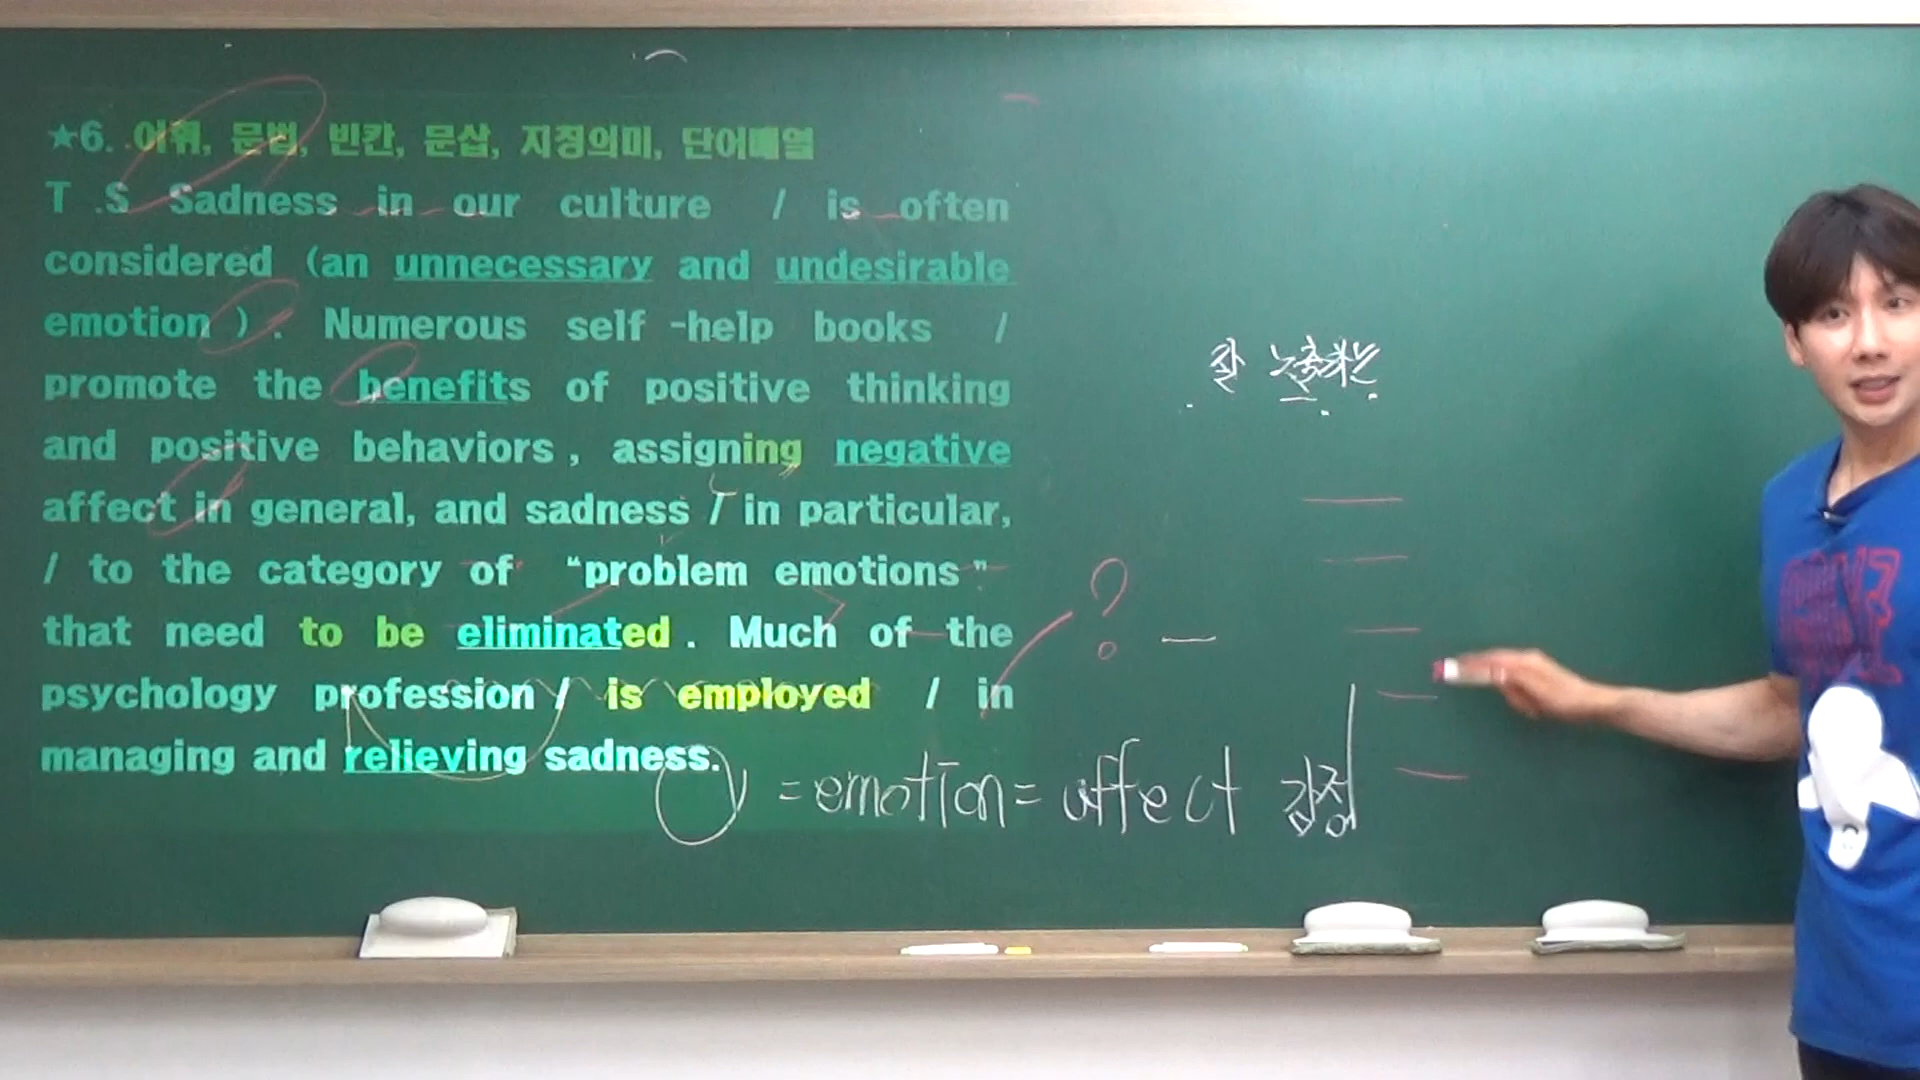 ★6. 어휘, 문법, 빈칸, 문삽, 지칭의미, 단어배열
T.S Sadness in our culture / is often
considered (an unnecessary and undesirable
emotion). Numerous self-help books /
promote the benefits of positive thinking
and positive behaviors, assigning negative
affect in general, and sadness / in particular,
/ to the category of “problem emotions”
that need to be eliminated. Much of the
psychology profession / is employed / in
managing and relieving sadness.
?
= emotion = affect 감정